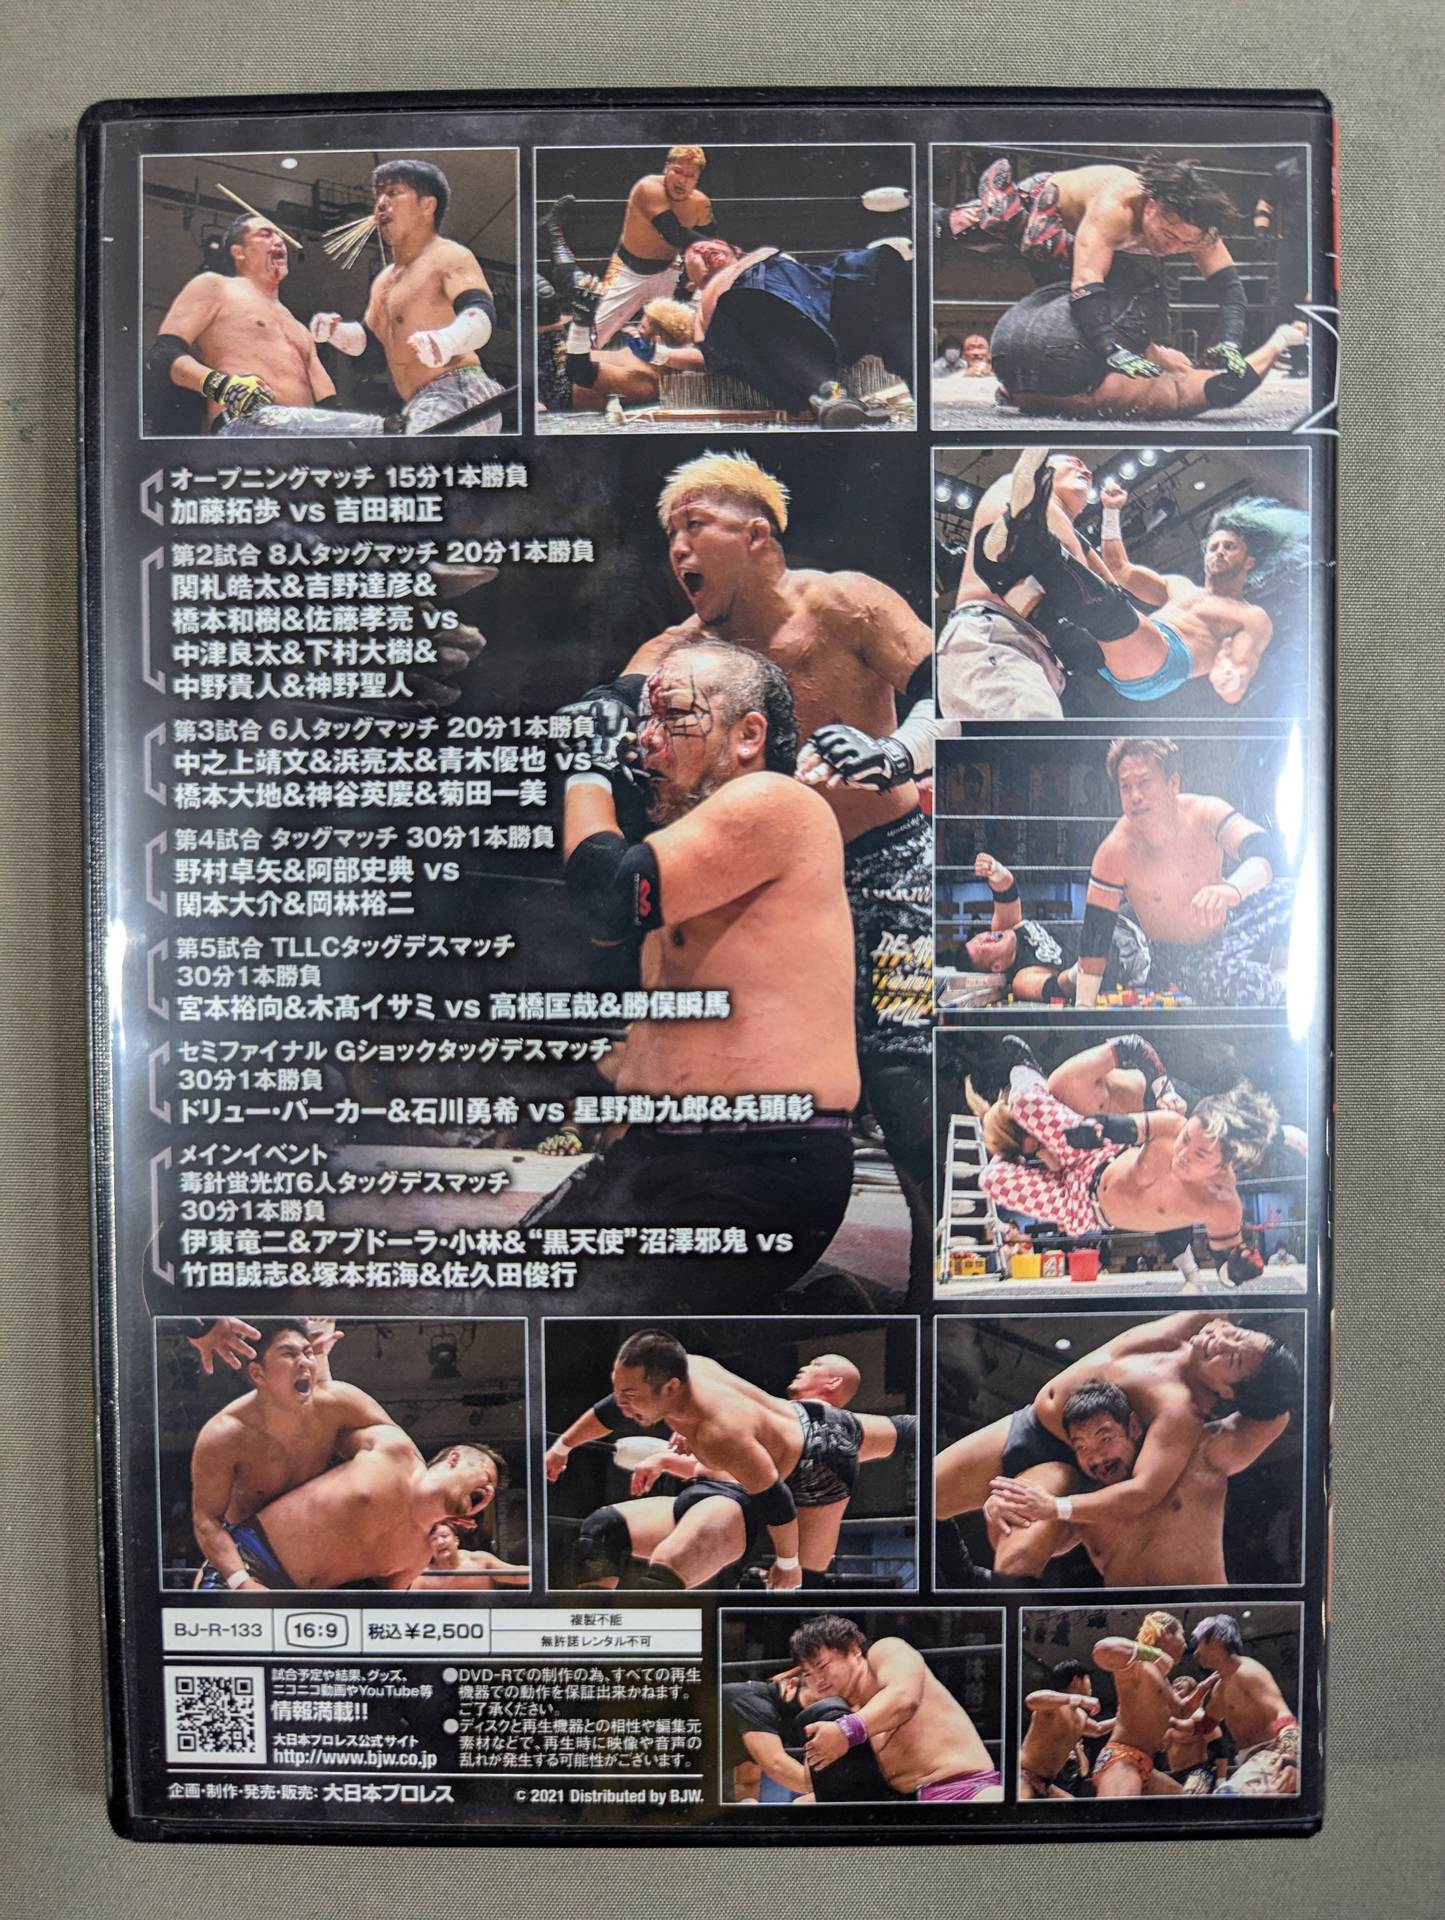 オープニングマッチ 15分1本勝負
加藤拓歩 vs 吉田和正
第2試合 8人タッグマッチ 20分1本勝負
関札皓太&吉野達彦&
橋本和樹&佐藤孝亮 vs
中津良太&下村大樹&
中野貴人&神野聖人
第3試合 6人タッグマッチ 20分1本勝負
中之上靖文&浜亮太&青木優也 vs
橋本大地&神谷英慶&菊田一美
第4試合 タッグマッチ 30分1本勝負
野村卓矢&阿部史典 vs
関本大介&岡林裕二
第5試合 TLLCタッグデスマッチ
30分1本勝負
宮本裕向&木髙イサミ vs 高橋匡哉&勝俣瞬馬
セミファイナル Gショックタッグデスマッチ
30分1本勝負
ドリュー・パーカー&石川勇希 vs 星野勘九郎&兵頭彰
メインイベント
毒針蛍光灯6人タッグデスマッチ
30分1本勝負
伊東竜二&アブドーラ・小林&“黒天使”沼澤邪鬼 vs
竹田誠志&塚本拓海&佐久田俊行
BJ-R-133
16:9
税込¥2,500
複製不能
無許諾レンタル不可
試合予定や結果、グッズ、
ニコニコ動画やYouTube等
情報満載!!
大日本プロレス公式サイト
http://www.bjw.co.jp
●DVD-Rでの制作の為、すべての再生
機器での動作を保証出来かねます。
ご了承ください。
●ディスクと再生機器との相性や編集元
素材などで、再生時に映像や音声の
乱れが発生する可能性がございます。
企画・制作・発売・販売:大日本プロレス
© 2021 Distributed by BJW.